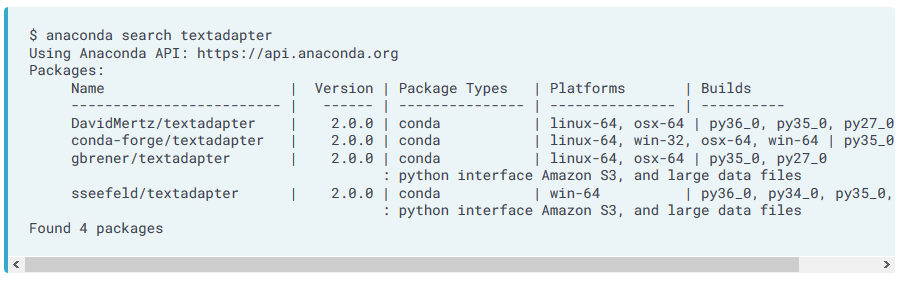 $ anaconda search textadapter
Using Anaconda API: https://api.anaconda.org
Packages:
     Name                      |  Version | Package Types   | Platforms       | Builds
     ------------------------- |   ------ | --------------- | --------------- | ----------
     DavidMertz/textadapter    |    2.0.0 | conda           | linux-64, osx-64 | py36_0, py35_0, py27_0
     conda-forge/textadapter   |    2.0.0 | conda           | linux-64, win-32, osx-64, win-64 | py35_0
     gbrener/textadapter       |    2.0.0 | conda           | linux-64, osx-64 | py35_0, py27_0
                                          : python interface Amazon S3, and large data files
     sseefeld/textadapter      |    2.0.0 | conda           | win-64          | py36_0, py34_0, py35_0,
                                          : python interface Amazon S3, and large data files
Found 4 packages